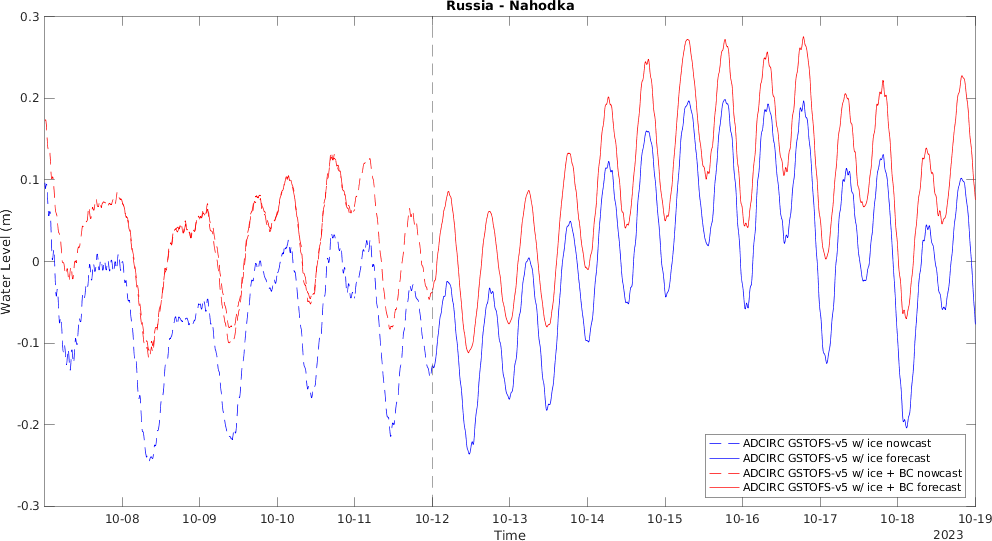 Russia - Nahodka
0.3
0.2
0.1
0
-0.1
-0.2
-0.3
Water Level (m)
ADCIRC GSTOFS-v5 w/ ice nowcast
ADCIRC GSTOFS-v5 w/ ice forecast
ADCIRC GSTOFS-v5 w/ ice + BC nowcast
ADCIRC GSTOFS-v5 w/ ice + BC forecast
10-08 10-09 10-10 10-11 10-12 10-13 10-14 10-15 10-16 10-17 10-18 10-19
Time
2023